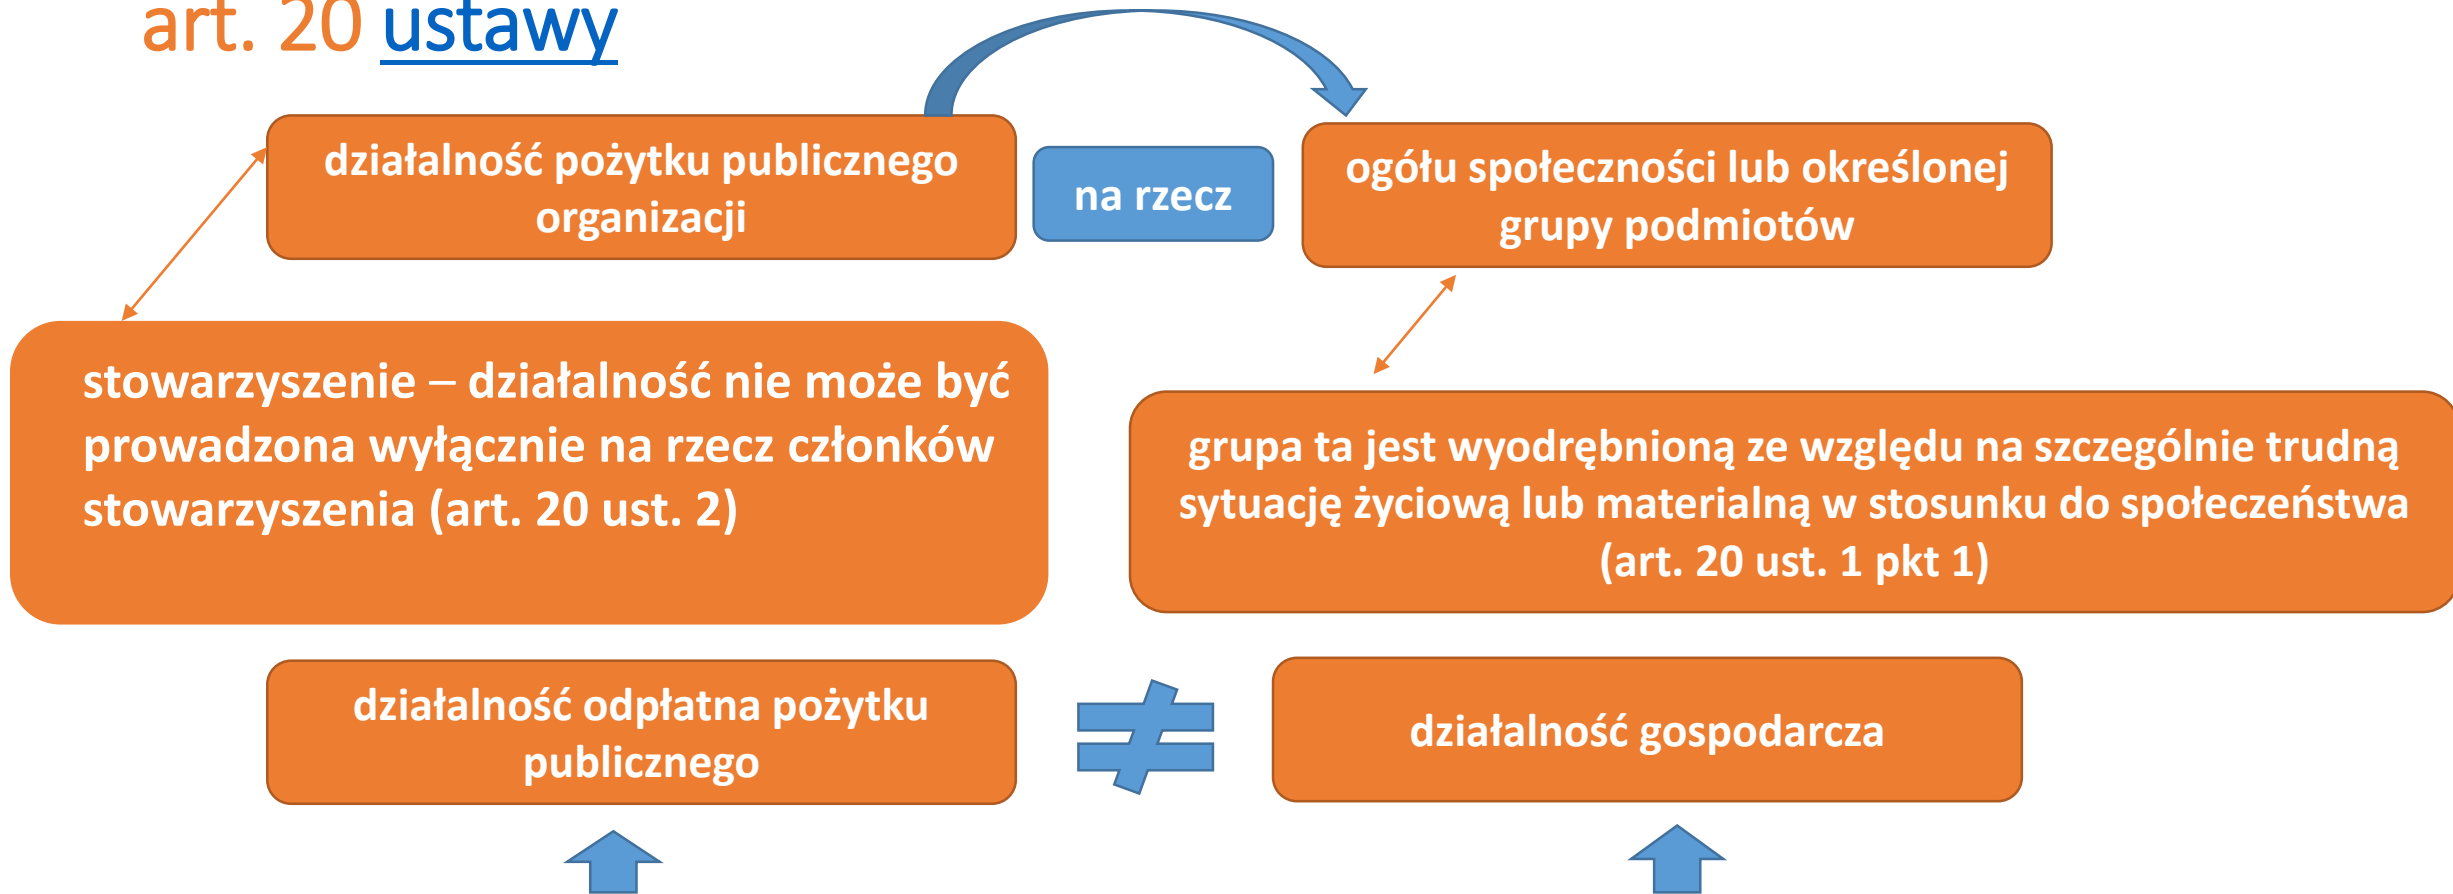 art. 20 ustawy
działalność pożytku publicznego
organizacji
na rzecz
ogółu społeczności lub określonej
grupy podmiotów
stowarzyszenie – działalność nie może być
prowadzona wyłącznie na rzecz członków
stowarzyszenia (art. 20 ust. 2)
grupa ta jest wyodrębnioną ze względu na szczególnie trudną
sytuację życiową lub materialną w stosunku do społeczeństwa
(art. 20 ust. 1 pkt 1)
działalność odpłatna pożytku
publicznego
działalność gospodarcza